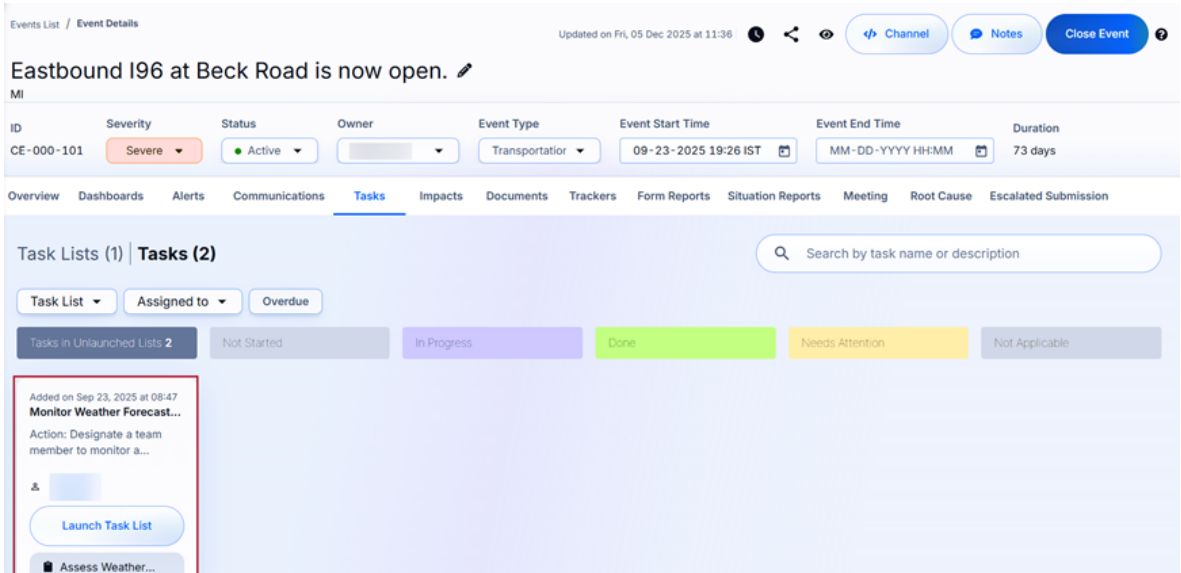 Events List / Event Details
Updated on Fri, 05 Dec 2025 at 11:36
</> Channel
Notes
Close Event
Eastbound I96 at Beck Road is now open.
MI
ID Severity Status Owner Event Type Event Start Time Event End Time Duration
CE-000-101 Severe Active Transportatior 09-23-2025 19:26 IST MM-DD-YYYY HH:MM 73 days
Overview Dashboards Alerts Communications Tasks Impacts Documents Trackers Form Reports Situation Reports Meeting Root Cause Escalated Submission
Task Lists (1) | Tasks (2)
Search by task name or description
Task List Assigned to Overdue
Tasks in Unlaunched Lists 2 Not Started In Progress Done Needs Attention Not Applicable
Added on Sep 23, 2025 at 08:47
Monitor Weather Forecast...
Action: Designate a team
member to monitor a...
Launch Task List
Assess Weather...